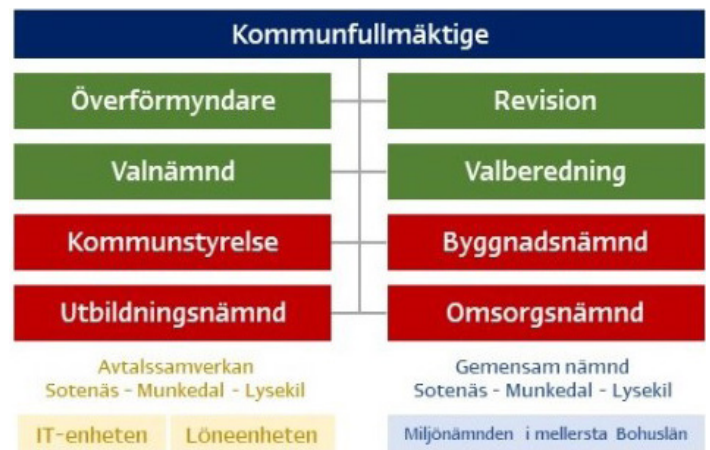 Kommunfullmäktige
Överförmyndare
Revision
Valnämnd
Valberedning
Kommunstyrelse
Byggnadsnämnd
Utbildningsnämnd
Omsorgsnämnd
Avtalssamverkan
Sotenäs - Munkedal - Lysekil
Gemensam nämnd
Sotenäs - Munkedal - Lysekil
IT-enheten
Löneenheten
Miljönämnden i mellersta Bohuslän